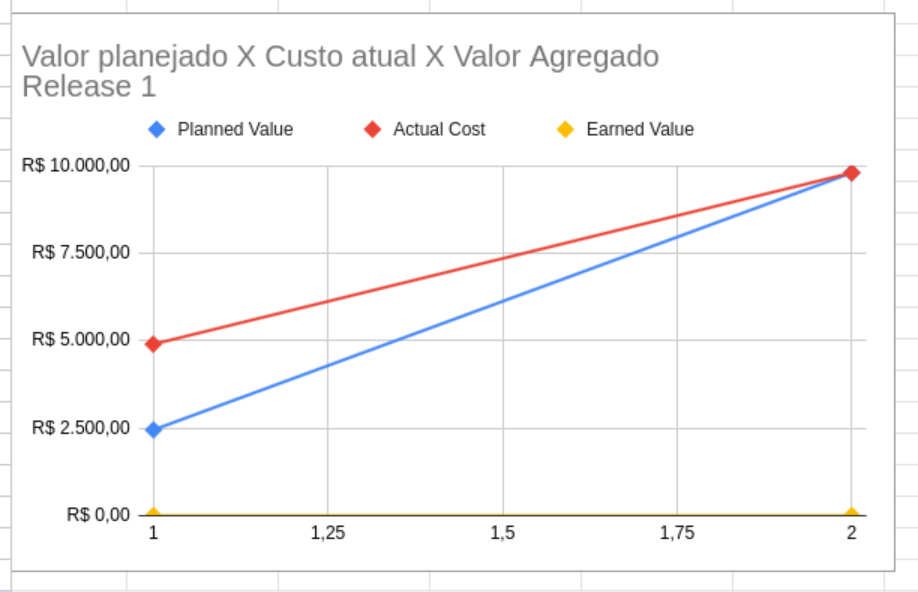 Valor planejado X Custo atual X Valor Agregado
Release 1
Planned Value Actual Cost Earned Value
R$ 10.000,00
R$ 7.500,00
R$ 5.000,00
R$ 2.500,00
R$ 0,00
1 1,25 1,5 1,75 2